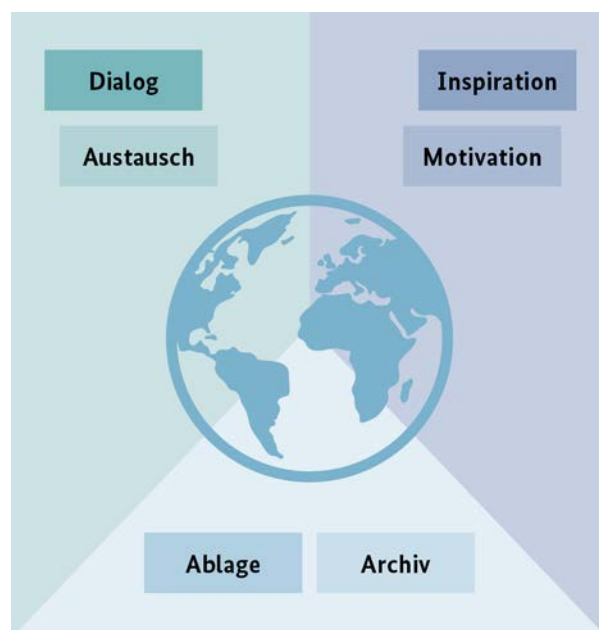 Dialog
Austausch
Inspiration
Motivation
Ablage
Archiv